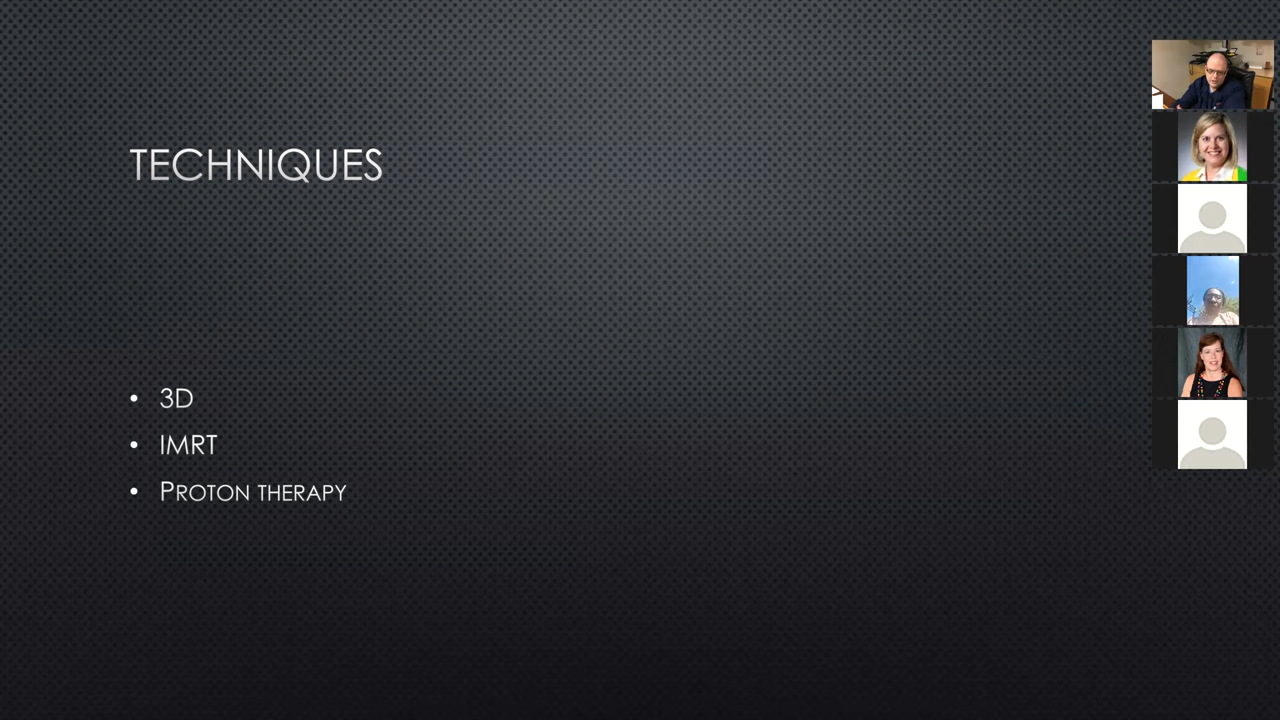 TECHNIQUES
• 3D
• IMRT
• PROTON THERAPY